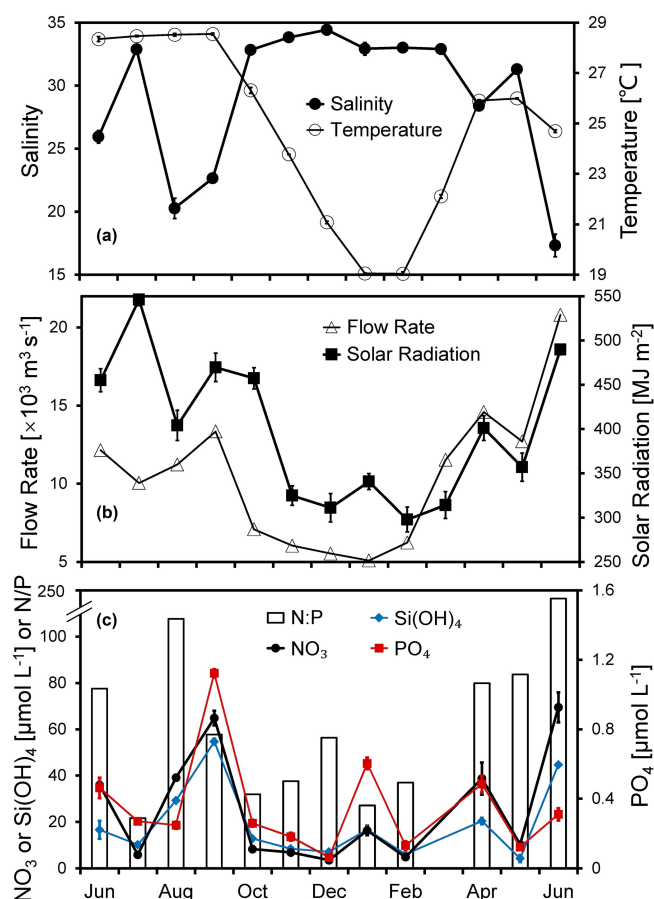 35
30
25
20
15
Salinity
Salinity
Temperature
(a)
29
27
25
23
21
19
Temperature [℃]
20
15
10
5
Flow Rate [×10³ m³ s⁻¹]
Flow Rate
Solar Radiation
(b)
550
500
450
400
350
300
250
Solar Radiation [MJ m⁻²]
250
100
80
60
40
20
0
NO₃ or Si(OH)₄ [μmol L⁻¹] or N/P
(c)
N:P
Si(OH)₄
NO₃
PO₄
1.6
1.2
0.8
0.4
0
PO₄ [μmol L⁻¹]
Jun Aug Oct Dec Feb Apr Jun